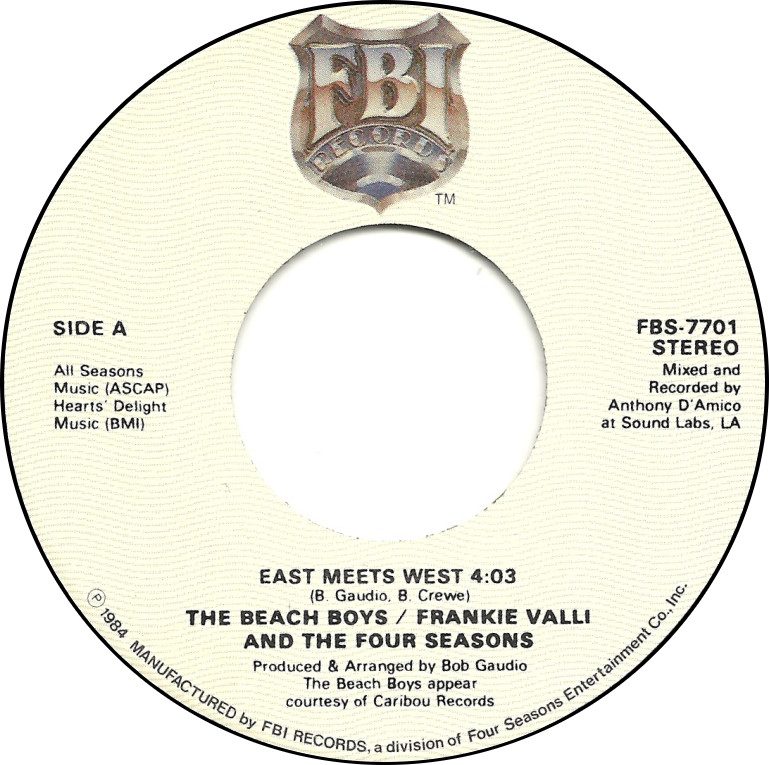 FBI
RECORDS
TM
SIDE A
All Seasons
Music (ASCAP)
Hearts' Delight
Music (BMI)
FBS-7701
STEREO
Mixed and
Recorded by
Anthony D'Amico
at Sound Labs, LA
EAST MEETS WEST 4:03
(B. Gaudio, B. Crewe)
THE BEACH BOYS / FRANKIE VALLI
AND THE FOUR SEASONS
Produced & Arranged by Bob Gaudio
The Beach Boys appear
courtesy of Caribou Records
℗ 1984 MANUFACTURED by FBI RECORDS, a division of Four Seasons Entertainment Co., Inc.